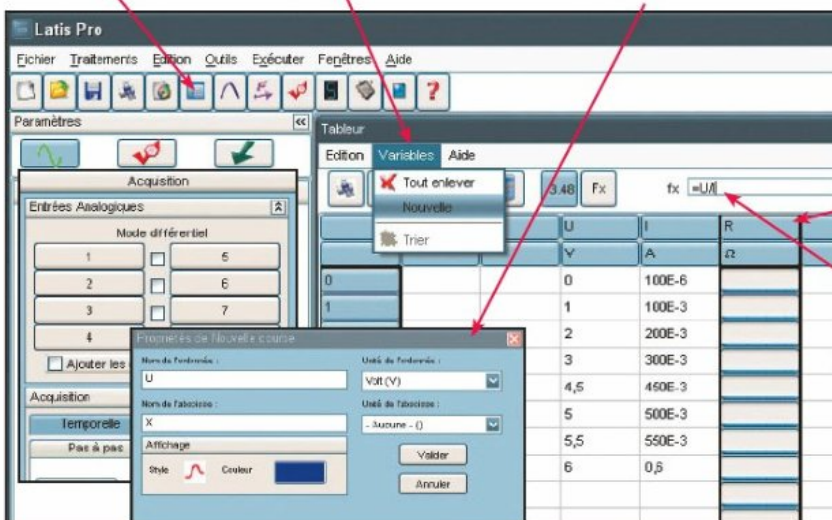 Latis Pro
Fichier Traitements Edition Outils Exécuter Fenêtres Aide
Paramètres
Tableur
Edition Variables Aide
Tout enlever
Nouvelle
Trier
3.48 Fx
fx =U/I
Acquisition
Entrées Analogiques
Mode différentiel
1 5
2 6
3 7
4
Ajouter les
Acquisition
Temporelle
Pas à pas
U I R
V A Ω
0 0 100E-6
1 1 100E-3
2 200E-3
3 300E-3
4,5 450E-3
5 500E-3
5,5 550E-3
6 0,6
Propriétés de Nouvelle courbe
Nom de l'ordonnée :
U
Nom de l'abscisse :
X
Unité de l'ordonnée :
Volt (V)
Unité de l'abscisse :
- Aucune - ()
Affichage
Style Couleur
Valider
Annuler